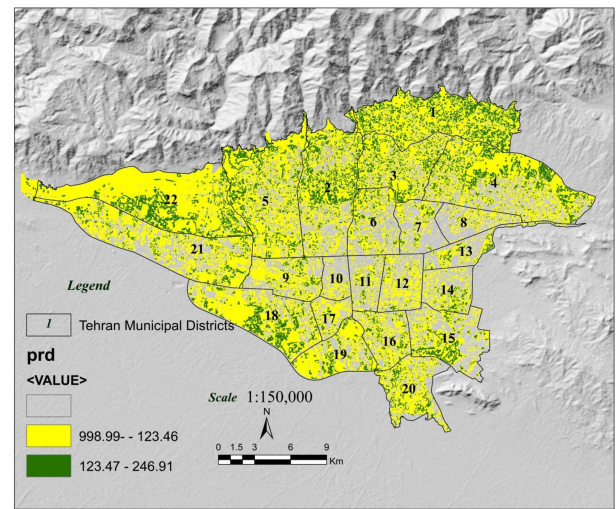 1
2
3
4
5
6
7
8
22
21
9
10
11
12
13
14
18
17
16
15
19
20
Legend
1 Tehran Municipal Districts
prd
<VALUE>
998.99- - 123.46
123.47 - 246.91
Scale 1:150,000
N
0 1.5 3 6 9
Km